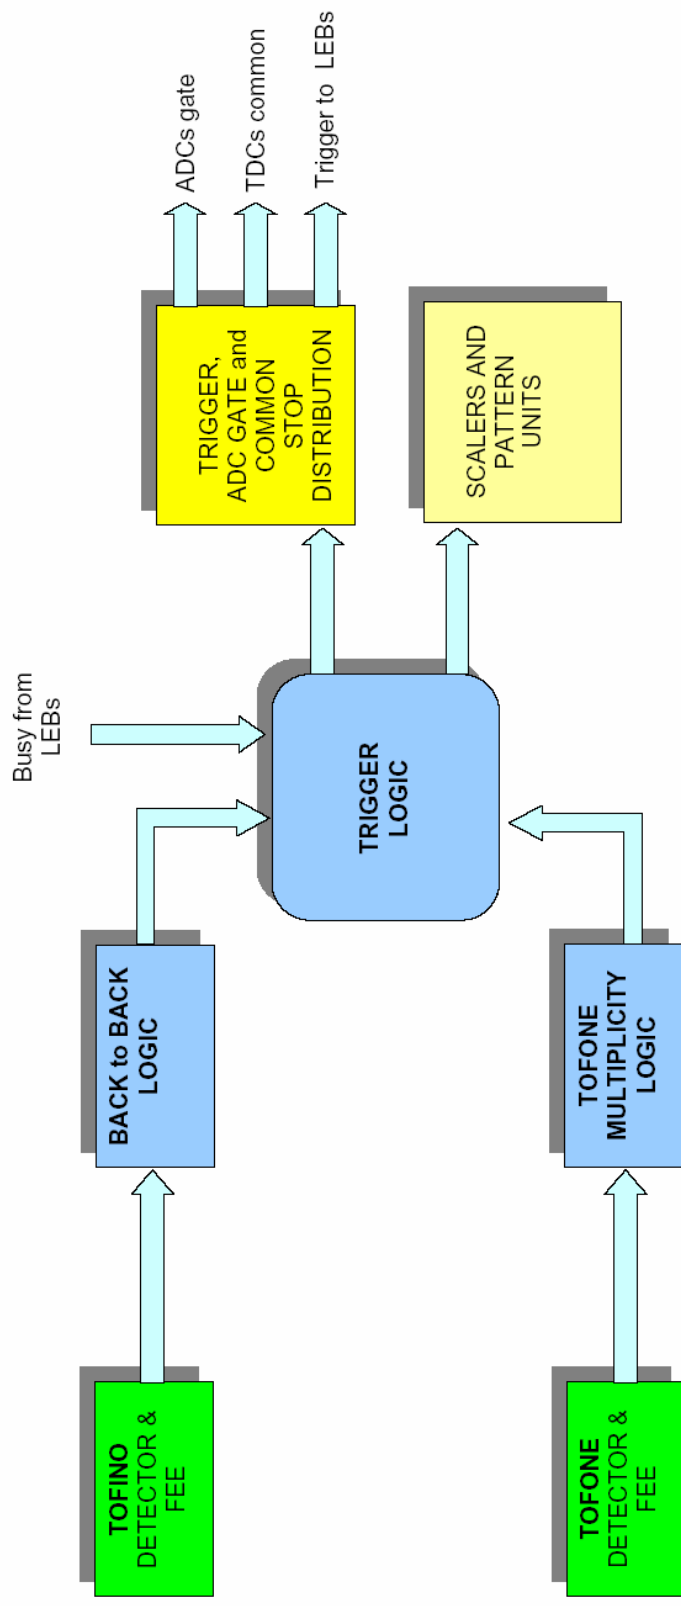 Busy from
LEBs
TOFINO
DETECTOR &
FEE
BACK to BACK
LOGIC
TRIGGER
LOGIC
TRIGGER,
ADC GATE and
COMMON
STOP
DISTRIBUTION
ADCs gate
TDCs common
Trigger to LEBs
SCALERS AND
PATTERN
UNITS
TOFONE
DETECTOR &
FEE
TOFONE
MULTIPLICITY
LOGIC